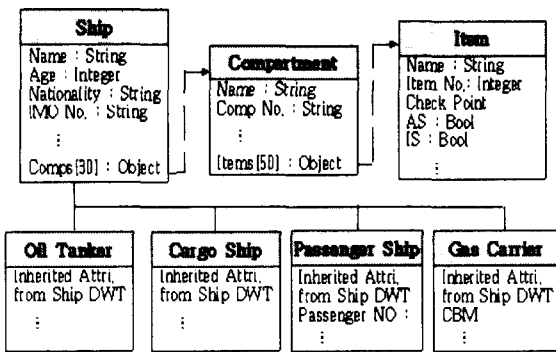 Ship
Name : String
Age : Integer
Nationality : String
IMO No. : String
⋮
Comps[30] : Object
Compartment
Name : String
Comp No. : String
⋮
Items[50] : Object
Item
Name : String
Item No.: Integer
Check Point
AS : Bool
IS : Bool
⋮
Oil Tanker
Inherited Attri,
from Ship DWT
⋮
Cargo Ship
Inherited Attri,
from Ship DWT
⋮
Passenger Ship
Inherited Attri,
from Ship DWT
Passenger NO :
⋮
Gas Carrier
Inherited Attri,
from Ship DWT
CBM
⋮